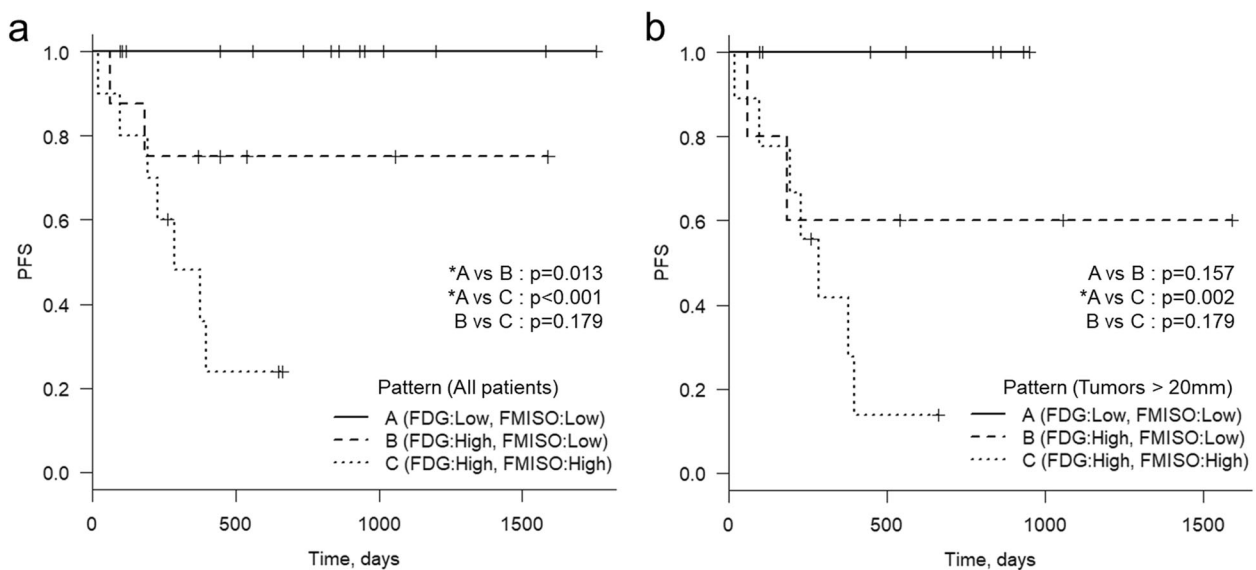 a
1.0
0.8
0.6
0.4
0.2
0.0
PFS
*A vs B : p=0.013
*A vs C : p<0.001
B vs C : p=0.179
Pattern (All patients)
A (FDG:Low, FMISO:Low)
B (FDG:High, FMISO:Low)
C (FDG:High, FMISO:High)
0 500 1000 1500
Time, days
b
1.0
0.8
0.6
0.4
0.2
0.0
PFS
A vs B : p=0.157
*A vs C : p=0.002
B vs C : p=0.179
Pattern (Tumors > 20mm)
A (FDG:Low, FMISO:Low)
B (FDG:High, FMISO:Low)
C (FDG:High, FMISO:High)
0 500 1000 1500
Time, days